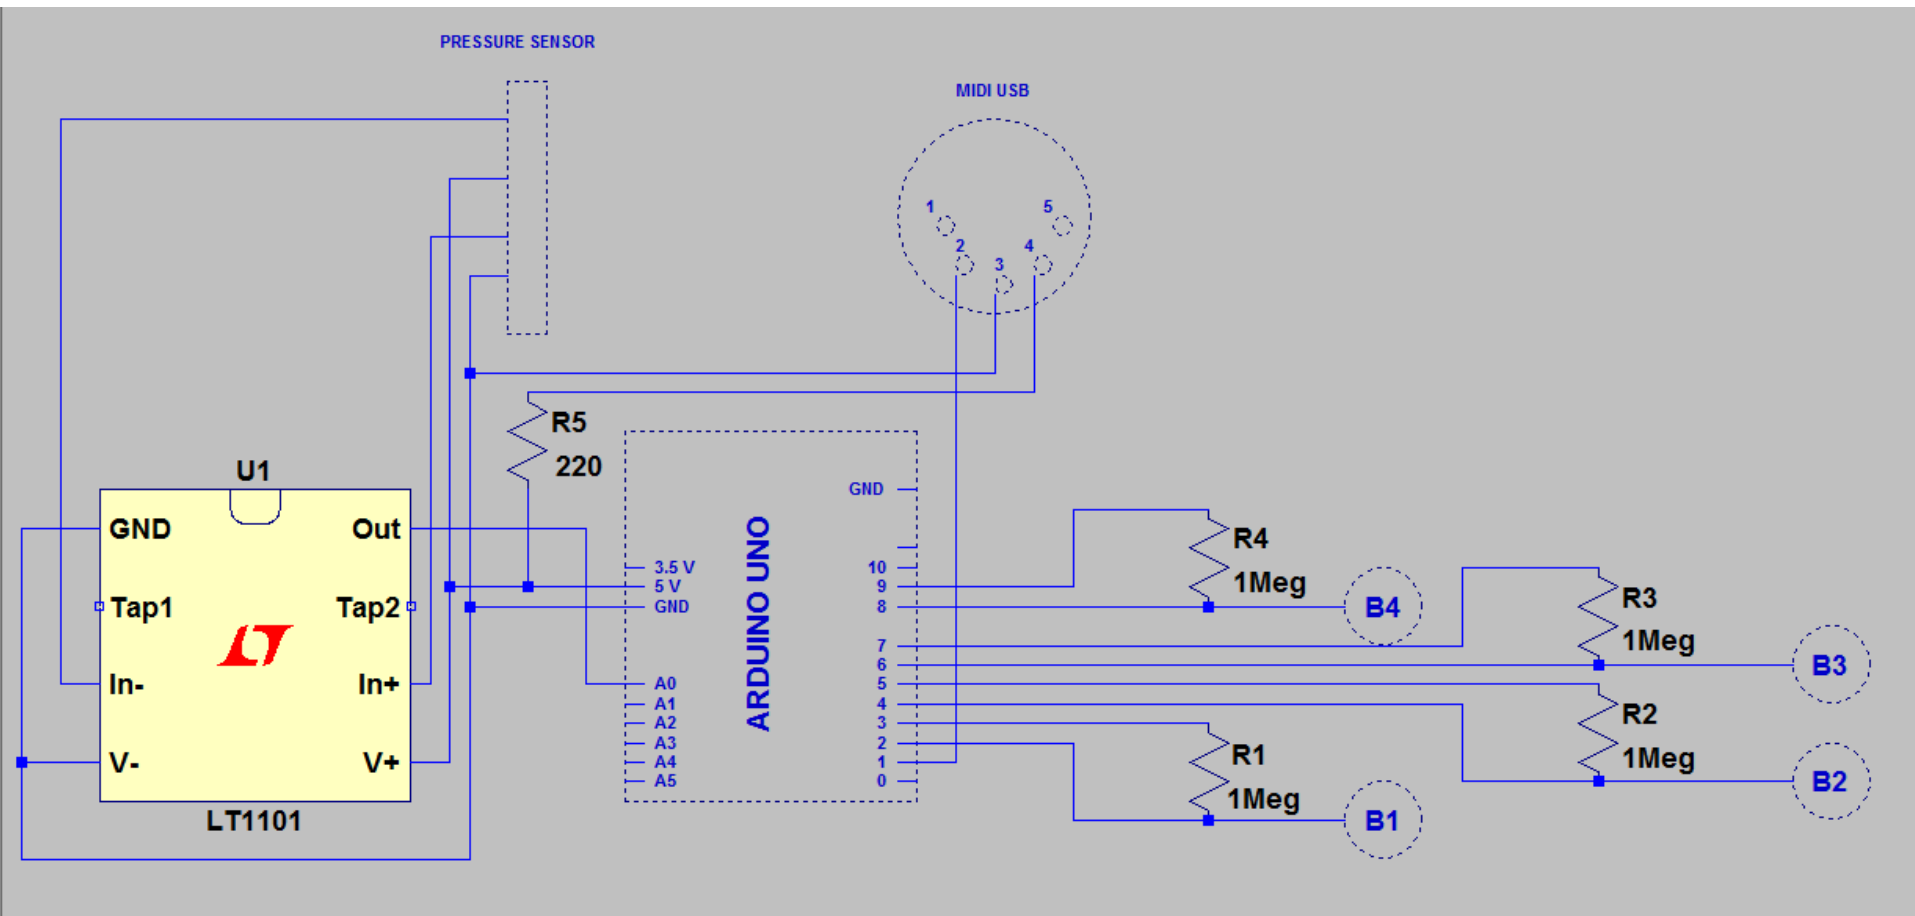 PRESSURE SENSOR
MIDI USB
1
5
2
4
3
R5
220
U1
GND
Out
Tap1
Tap2
In-
In+
V-
V+
LT1101
ARDUINO UNO
GND
3.5 V
5 V
GND
A0
A1
A2
A3
A4
A5
10
9
8
7
6
5
4
3
2
1
0
R4
1Meg
B4
R3
1Meg
B3
R2
1Meg
B2
R1
1Meg
B1